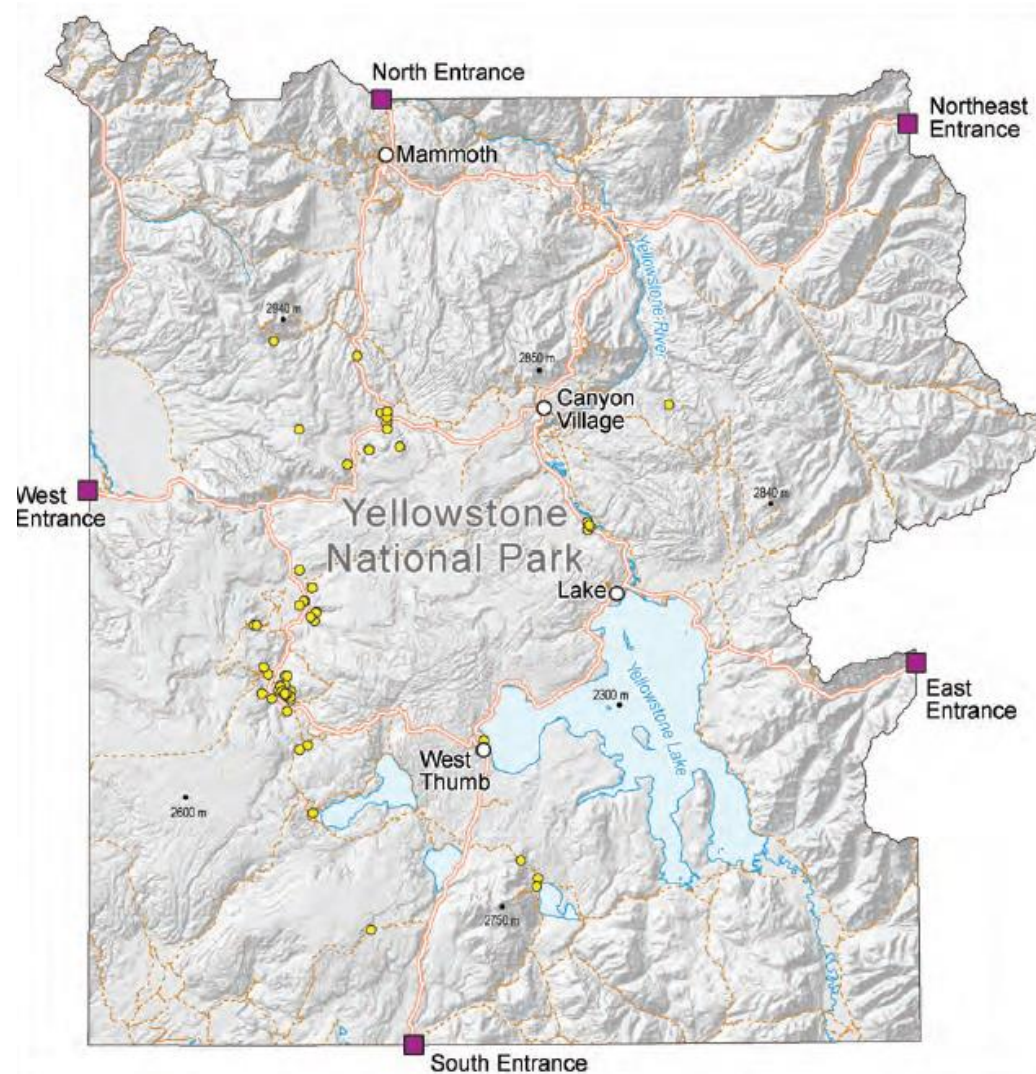 North Entrance
Northeast
Entrance
Mammoth
Yellowstone River
2940 m
2850 m
Canyon
Village
West
Entrance
2840 m
Yellowstone
National Park
Lake
Yellowstone Lake
2300 m
East
Entrance
West
Thumb
2600 m
2750 m
South Entrance